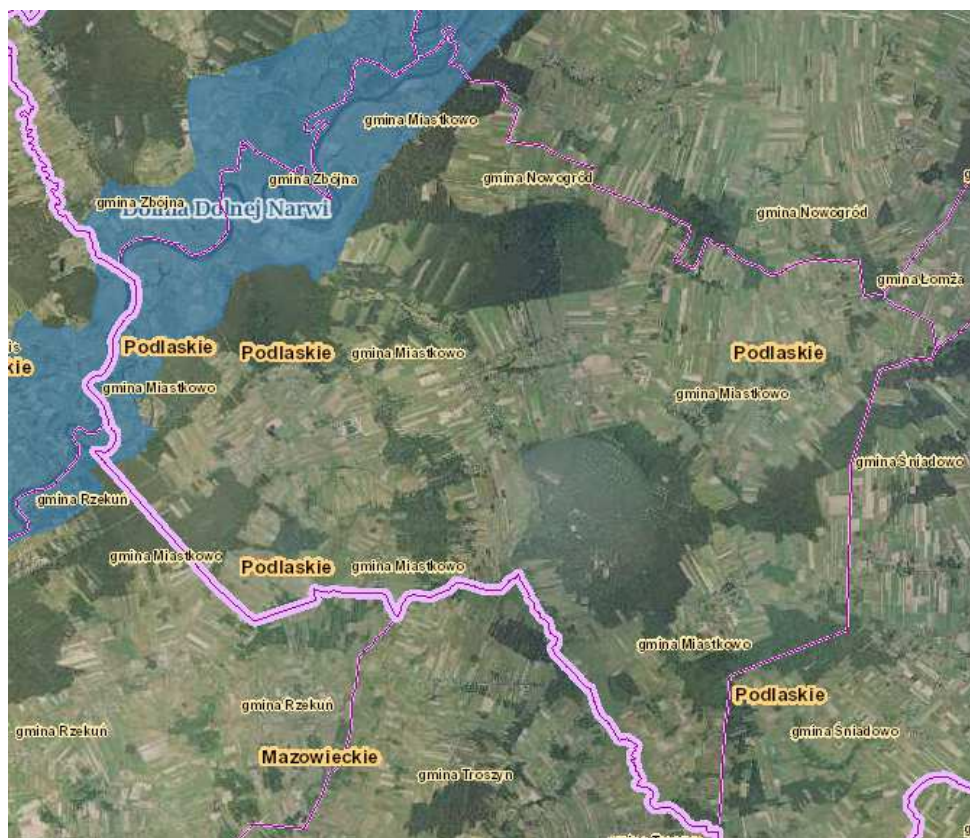 gmina Miastkowo
gmina Zbójna
gmina Nowogród
gmina Zbójna
Dolina Dolnej Narwi
gmina Nowogród
gmina Łomża
Podlaskie
Podlaskie
gmina Miastkowo
Podlaskie
kie
gmina Miastkowo
gmina Miastkowo
gmina Śniadowo
gmina Rzekuń
gmina Miastkowo
Podlaskie
gmina Miastkowo
gmina Miastkowo
Podlaskie
gmina Rzekuń
gmina Rzekuń
gmina Śniadowo
Mazowieckie
gmina Troszyn